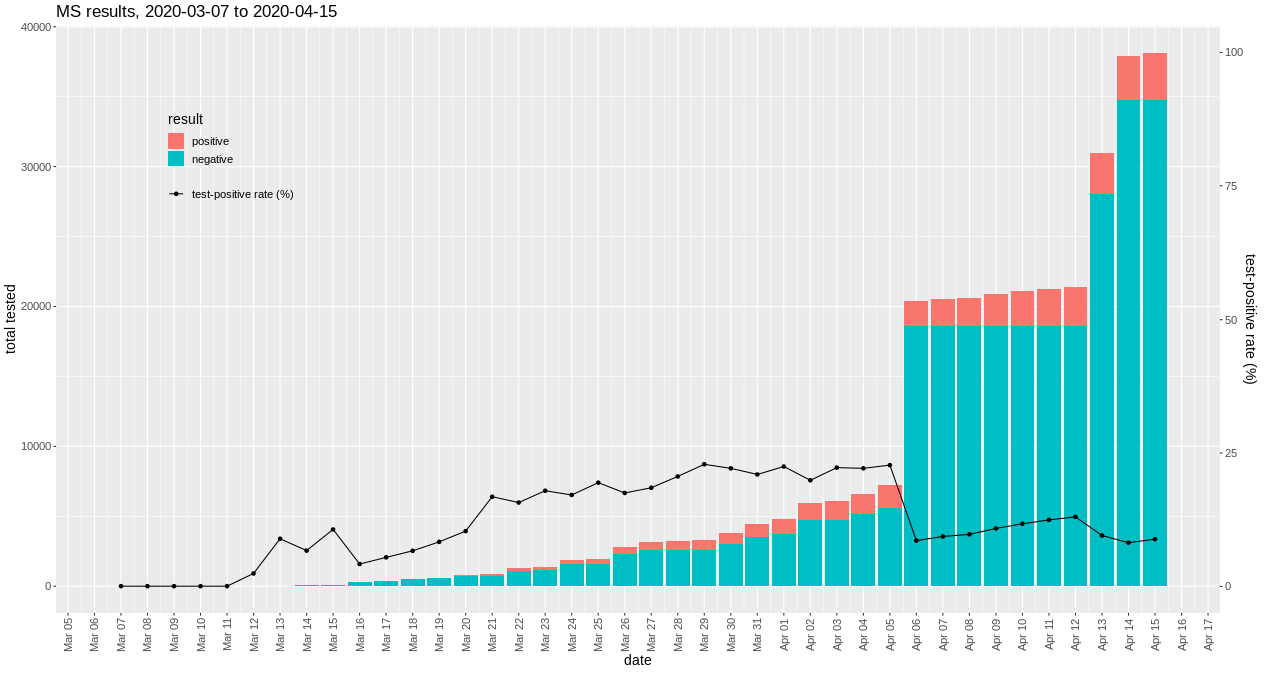 MS results, 2020-03-07 to 2020-04-15
total tested
40000
30000
20000
10000
0
result
positive
negative
test-positive rate (%)
100
75
50
25
0
test-positive rate (%)
Mar 05
Mar 06
Mar 07
Mar 08
Mar 09
Mar 10
Mar 11
Mar 12
Mar 13
Mar 14
Mar 15
Mar 16
Mar 17
Mar 18
Mar 19
Mar 20
Mar 21
Mar 22
Mar 23
Mar 24
Mar 25
Mar 26
Mar 27
Mar 28
Mar 29
Mar 30
Mar 31
Apr 01
Apr 02
Apr 03
Apr 04
Apr 05
Apr 06
Apr 07
Apr 08
Apr 09
Apr 10
Apr 11
Apr 12
Apr 13
Apr 14
Apr 15
Apr 16
Apr 17
date